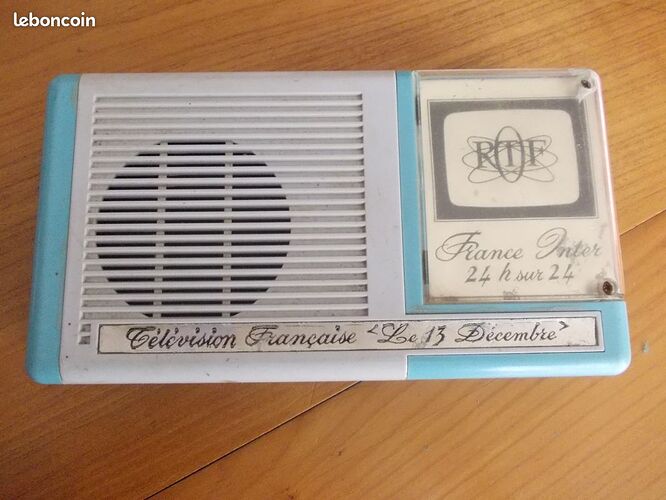 leboncoin
RTF
France Inter
24 h sur 24
Télévision Française "Le 13 Décembre"